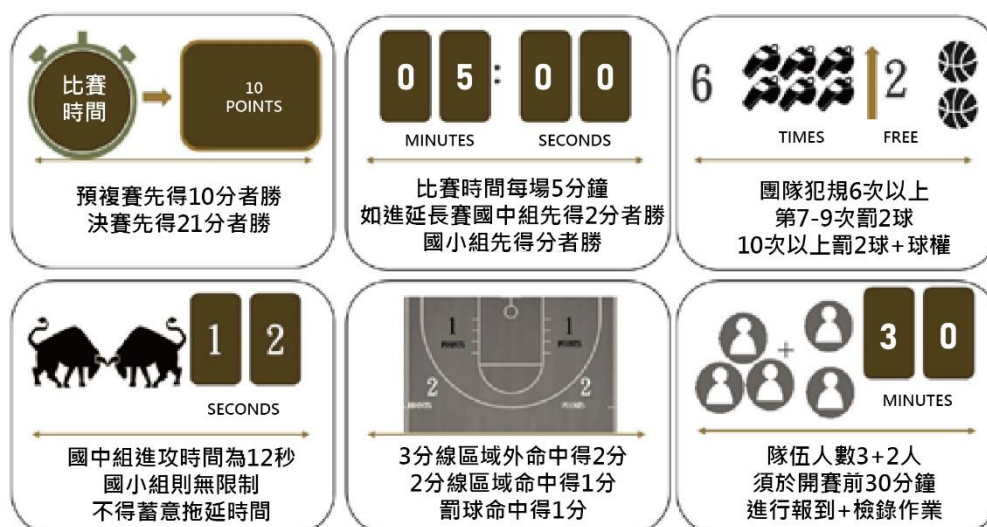 比賽
時間
10
POINTS
預複賽先得10分者勝
決賽先得21分者勝
05:00
MINUTES SECONDS
比賽時間每場5分鐘
如進延長賽國中組先得2分者勝
國小組先得分者勝
6 2
TIMES FREE
團隊犯規6次以上
第7-9次罰2球
10次以上罰2球+球權
12
SECONDS
國中組進攻時間為12秒
國小組則無限制
不得蓄意拖延時間
1 1
POINTS POINTS
2 2
POINTS POINTS
3分線區域外命中得2分
2分線區域命中得1分
罰球命中得1分
+ 30
MINUTES
隊伍人數3+2人
須於開賽前30分鐘
進行報到+檢錄作業